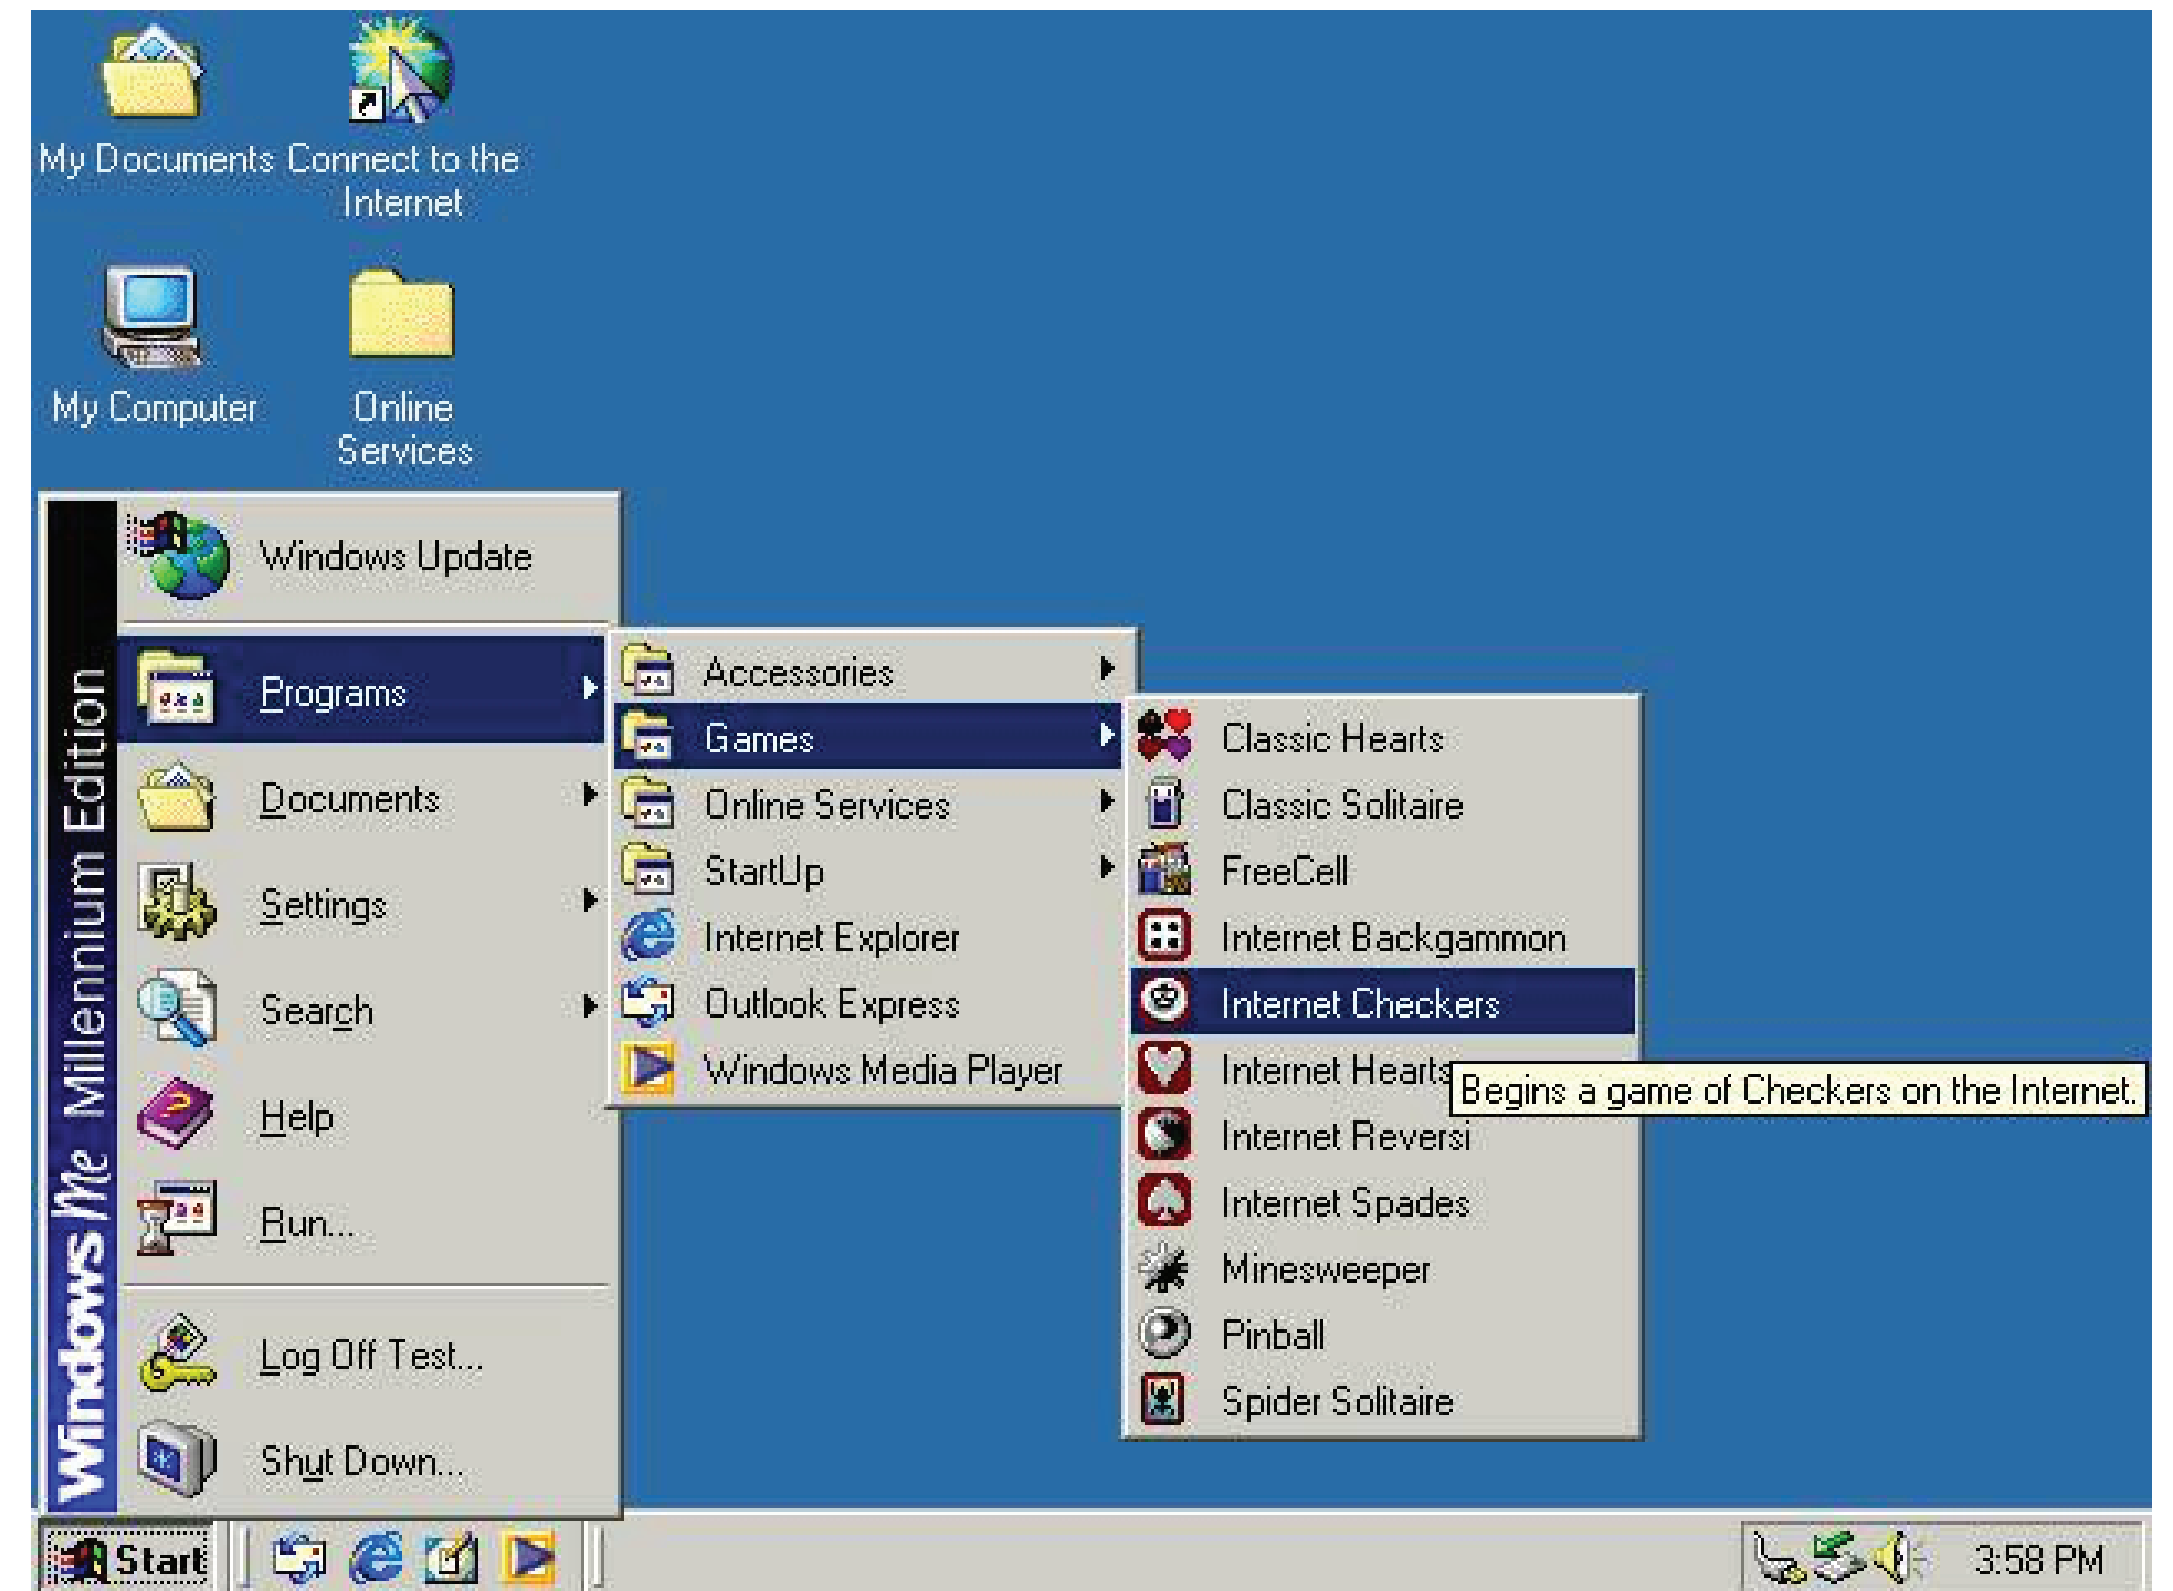 My Documents
Connect to the
Internet
My Computer
Online
Services
Windows Me Millennium Edition
Windows Update
Programs
Documents
Settings
Search
Help
Run...
Log Off Test...
Shut Down...
Accessories
Games
Online Services
StartUp
Internet Explorer
Outlook Express
Windows Media Player
Classic Hearts
Classic Solitaire
FreeCell
Internet Backgammon
Internet Checkers
Internet Hearts
Begins a game of Checkers on the Internet.
Internet Reversi
Internet Spades
Minesweeper
Pinball
Spider Solitaire
Start
3:58 PM